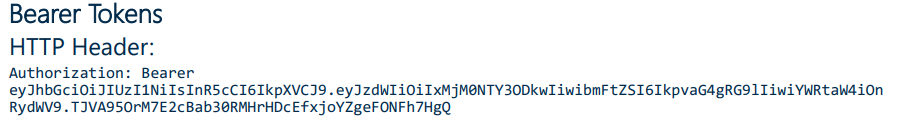 Bearer Tokens
HTTP Header:
Authorization: Bearer
eyJhbGciOiJIUzI1NiIsInR5cCI6IkpXVCJ9.eyJzdWIiOiIxMjM0NTY3ODkwIiwibmFtZSI6IkpvaG4gRG9lIiwiYWRtaW4iOn
RydWV9.TJVA95OrM7E2cBab30RMHrHDcEfxjoYZgeFONFh7HgQ